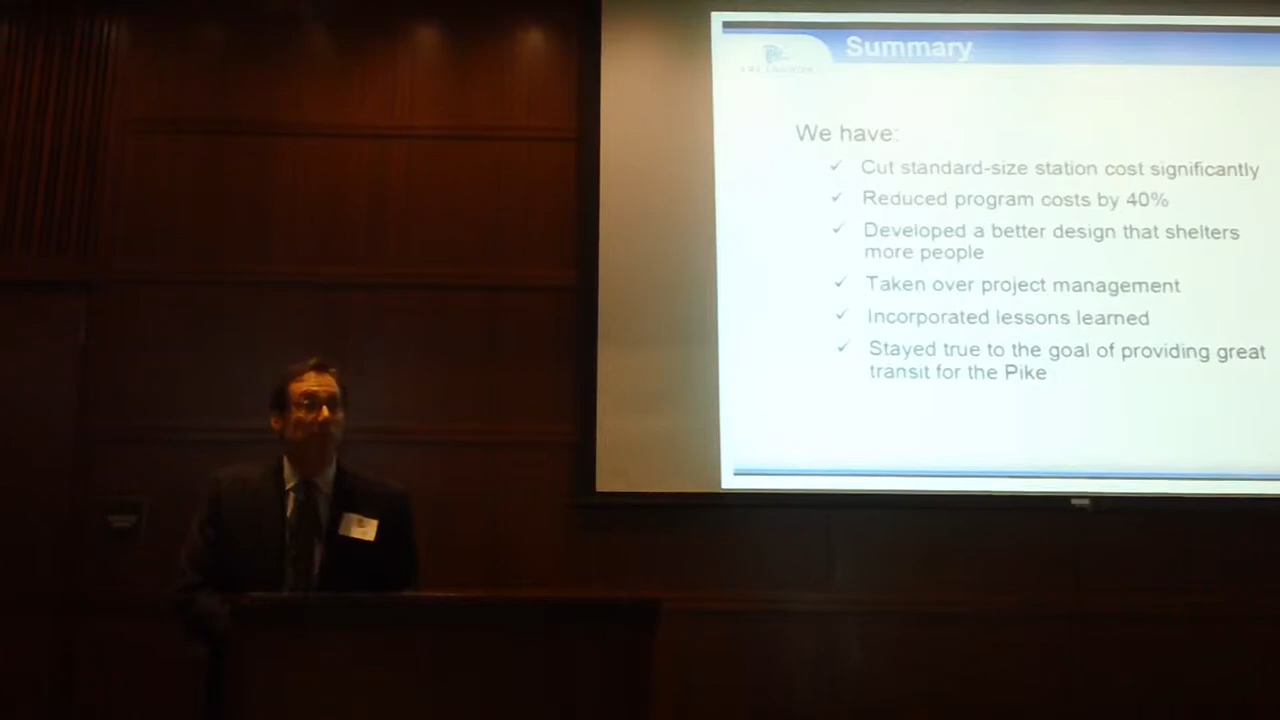 Summary
We have:
✓ Cut standard-size station cost significantly
✓ Reduced program costs by 40%
✓ Developed a better design that shelters
more people
✓ Taken over project management
✓ Incorporated lessons learned
✓ Stayed true to the goal of providing great
transit for the Pike